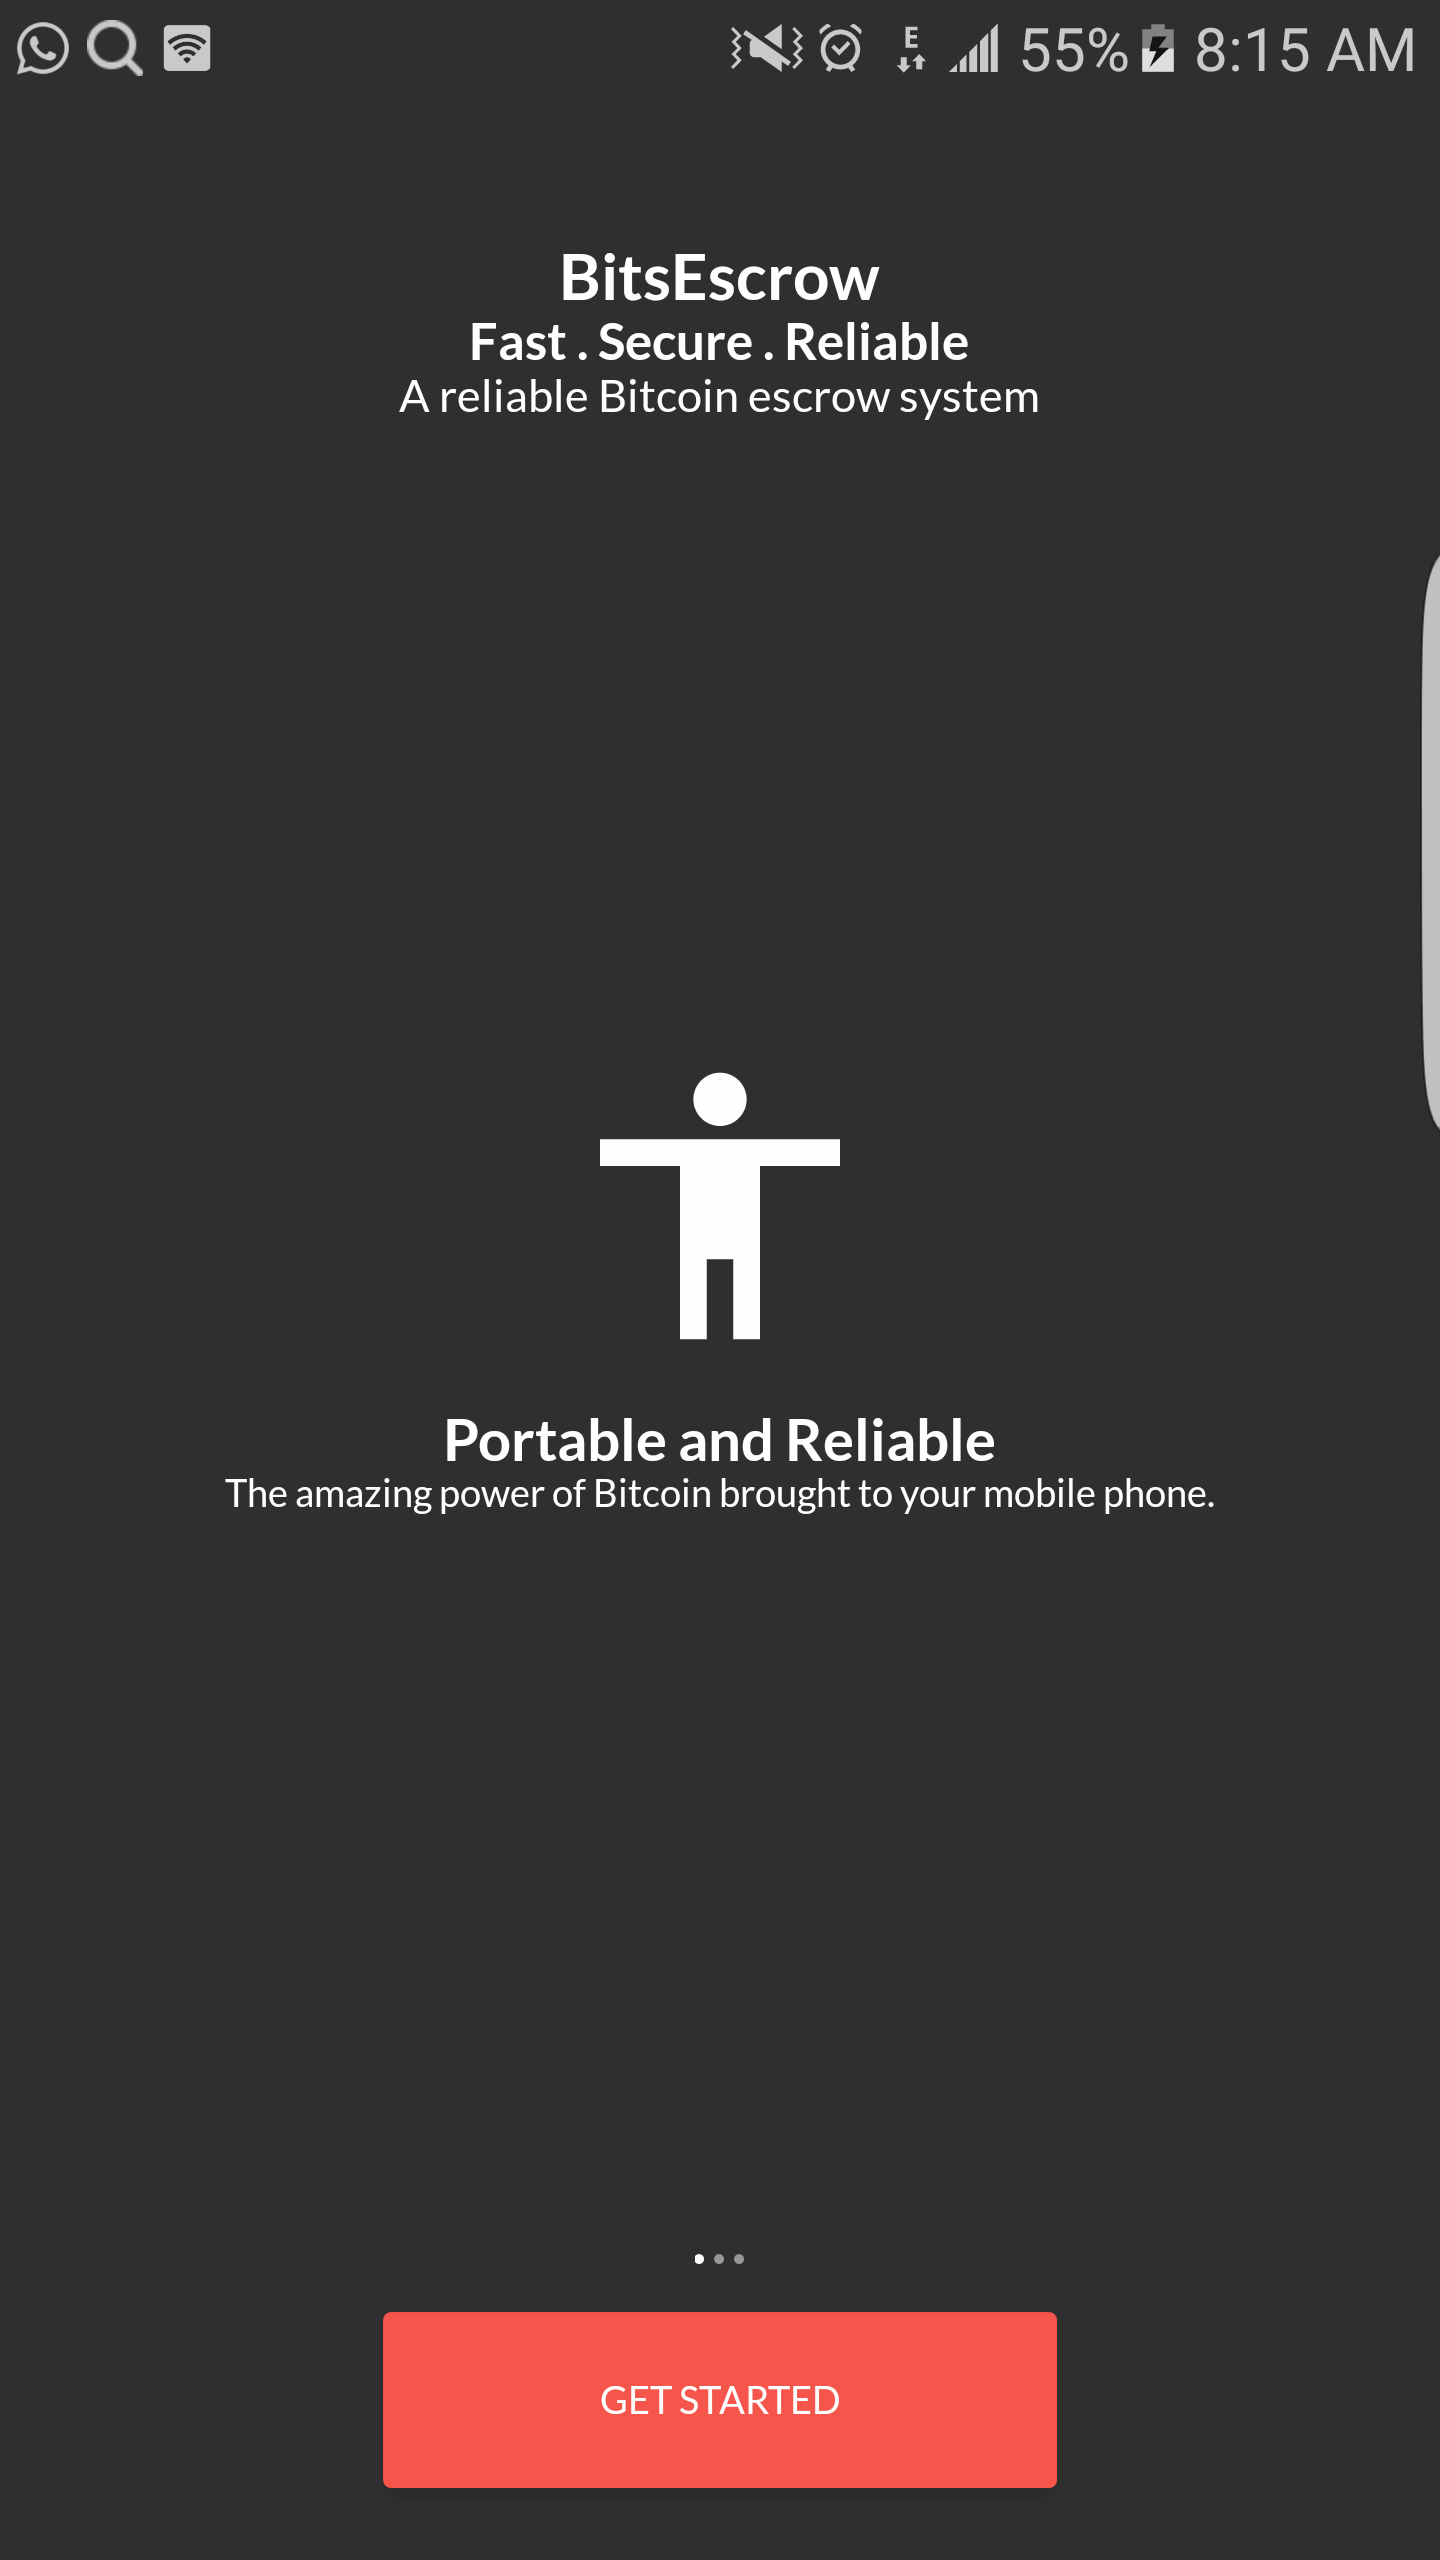 E 55% 8:15 AM
BitsEscrow
Fast . Secure . Reliable
A reliable Bitcoin escrow system
Portable and Reliable
The amazing power of Bitcoin brought to your mobile phone.
GET STARTED